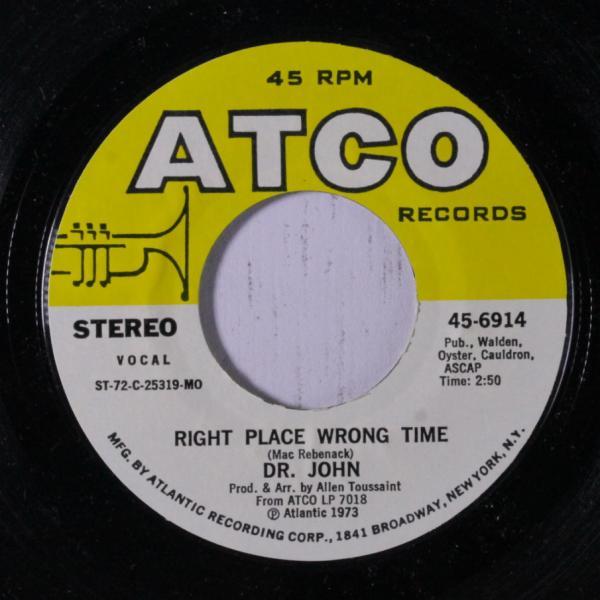 45 RPM
ATCO
RECORDS
STEREO
VOCAL
ST-72-C-25319-MO
45-6914
Pub., Walden,
Oyster, Cauldron,
ASCAP
Time: 2:50
RIGHT PLACE WRONG TIME
(Mac Rebenack)
DR. JOHN
Prod. & Arr. by Allen Toussaint
From ATCO LP 7018
Ⓟ Atlantic 1973
MFG. BY ATLANTIC RECORDING CORP., 1841 BROADWAY, NEW YORK, N.Y.